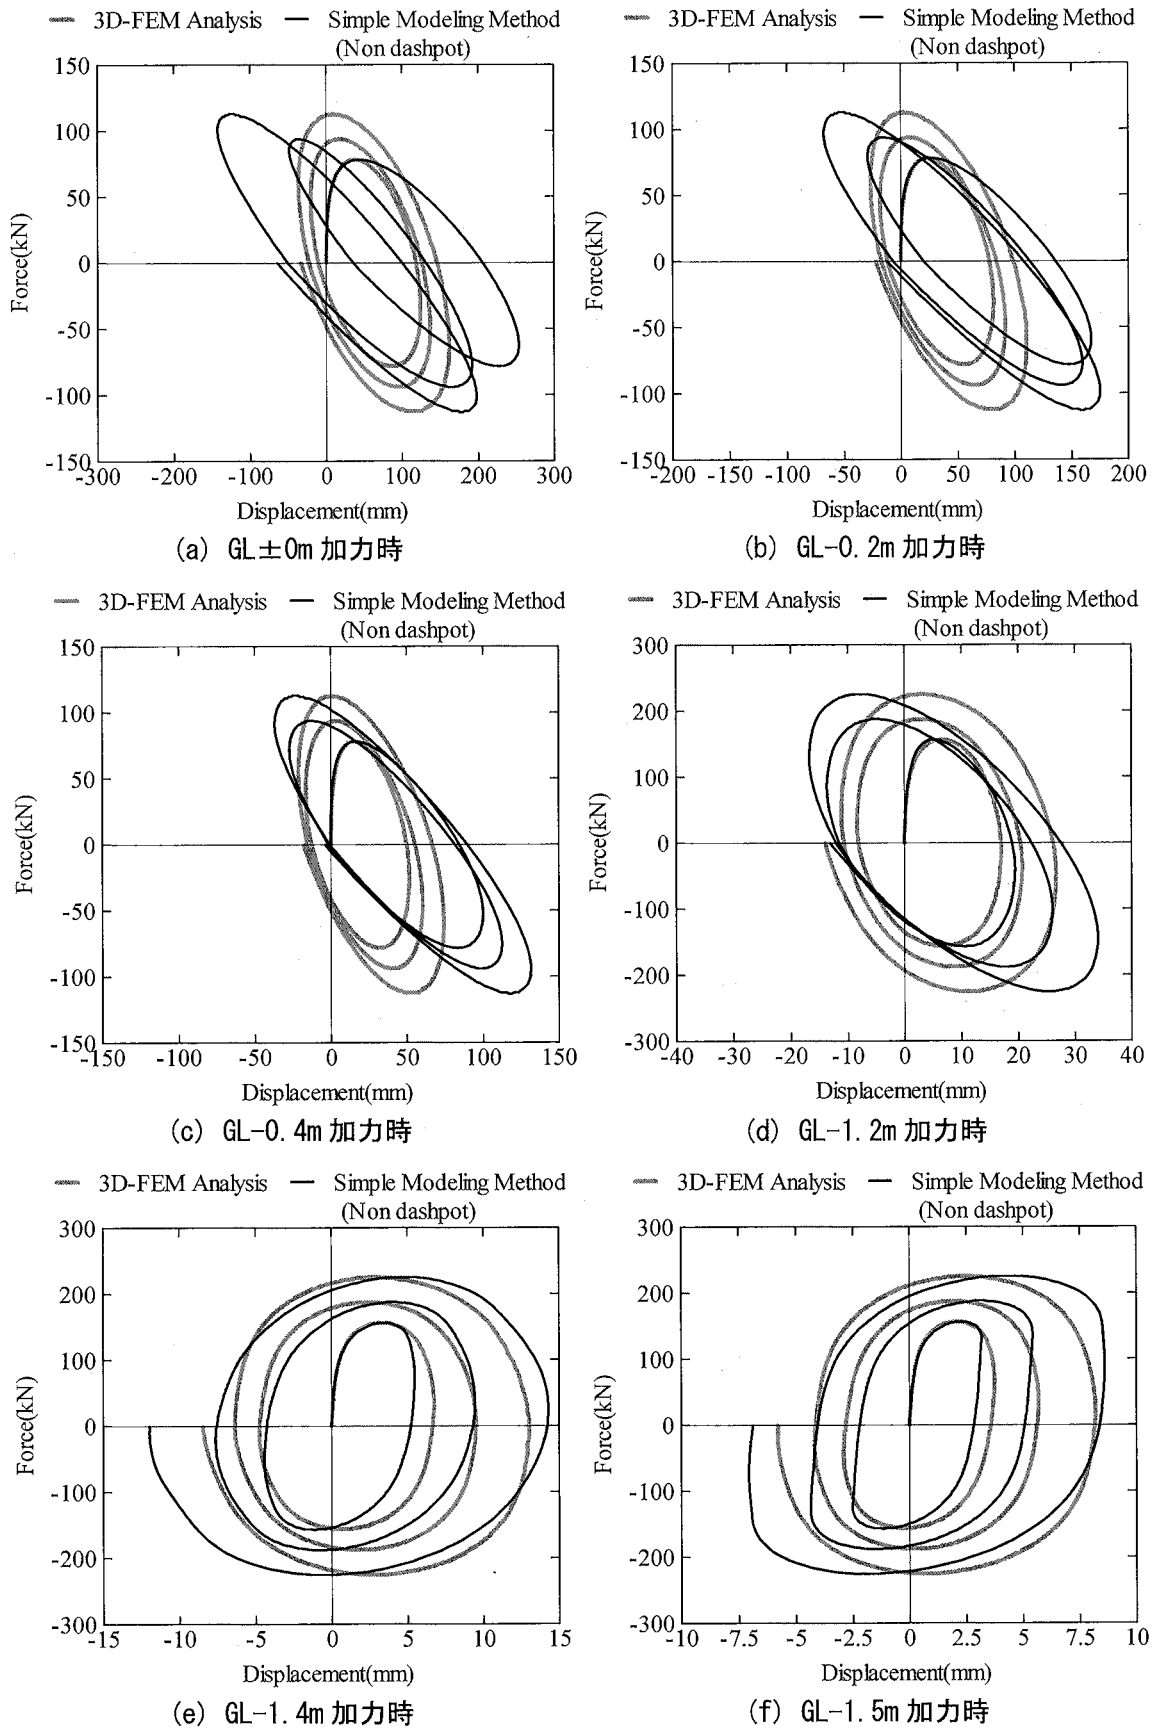 3D-FEM Analysis Simple Modeling Method
(Non dashpot)
150
100
50
0
-50
-100
-150
Force(kN)
-300 -200 -100 0 100 200 300
Displacement(mm)
(a) GL±0m 加力時
3D-FEM Analysis Simple Modeling Method
(Non dashpot)
150
100
50
0
-50
-100
-150
Force(kN)
-200 -150 -100 -50 0 50 100 150 200
Displacement(mm)
(b) GL-0.2m 加力時
3D-FEM Analysis Simple Modeling Method
(Non dashpot)
150
100
50
0
-50
-100
-150
Force(kN)
-150 -100 -50 0 50 100 150
Displacement(mm)
(c) GL-0.4m 加力時
3D-FEM Analysis Simple Modeling Method
(Non dashpot)
300
200
100
0
-100
-200
-300
Force(kN)
-40 -30 -20 -10 0 10 20 30 40
Displacement(mm)
(d) GL-1.2m 加力時
3D-FEM Analysis Simple Modeling Method
(Non dashpot)
300
200
100
0
-100
-200
-300
Force(kN)
-15 -10 -5 0 5 10 15
Displacement(mm)
(e) GL-1.4m 加力時
3D-FEM Analysis Simple Modeling Method
(Non dashpot)
300
200
100
0
-100
-200
-300
Force(kN)
-10 -7.5 -5 -2.5 0 2.5 5 7.5 10
Displacement(mm)
(f) GL-1.5m 加力時